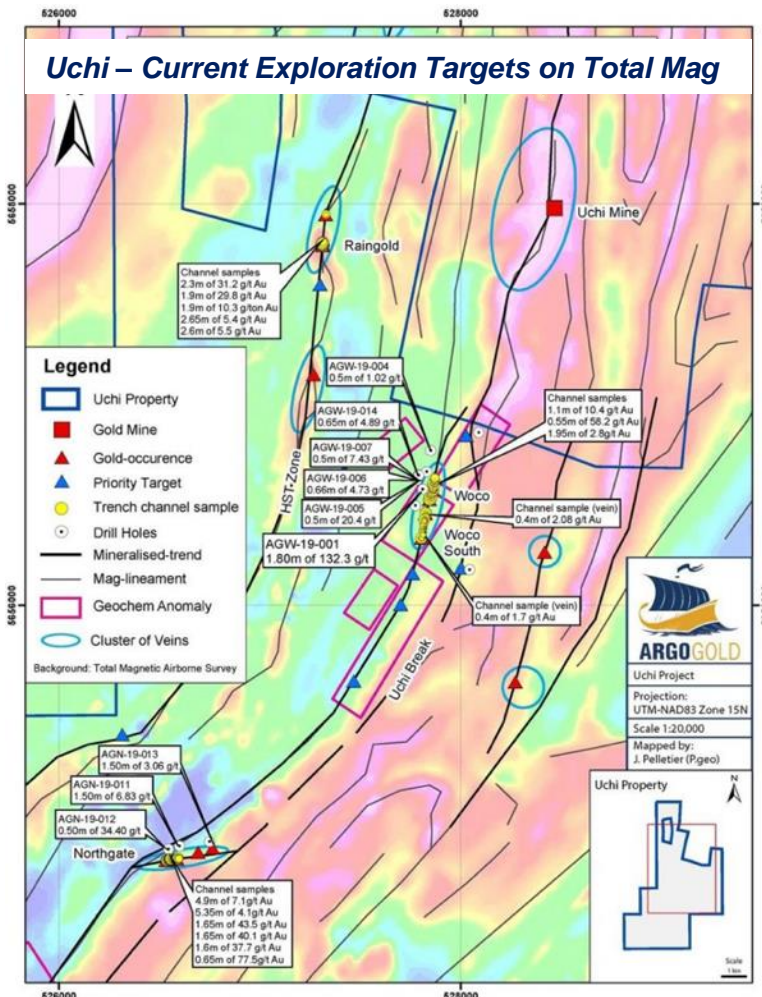 526000
528000
Uchi – Current Exploration Targets on Total Mag
5658000
5658000
Uchi Mine
Raingold
Channel samples
2.3m of 31.2 g/t Au
1.9m of 29.8 g/t Au
1.9m of 10.3 g/ton Au
2.65m of 5.4 g/t Au
2.6m of 5.5 g/t Au
Legend
Uchi Property
Gold Mine
Gold-occurence
Priority Target
Trench channel sample
Drill Holes
Mineralised-trend
Mag-lineament
Geochem Anomaly
Cluster of Veins
Background: Total Magnetic Airborne Survey
HST-Zone
AGW-19-004
0.5m of 1.02 g/t
AGW-19-014
0.65m of 4.89 g/t
AGW-19-007
0.5m of 7.43 g/t
AGW-19-006
0.66m of 4.73 g/t
AGW-19-005
0.5m of 20.4 g/t
AGW-19-001
1.80m of 132.3 g/t
Channel samples
1.1m of 10.4 g/t Au
0.55m of 58.2 g/t Au
1.95m of 2.8g/t Au
Woco
Channel sample (vein)
0.4m of 2.08 g/t Au
Woco
South
Channel sample (vein)
0.4m of 1.7 g/t Au
Uchi Break
5656000
5656000
ARGOGOLD
Uchi Project
Projection:
UTM-NAD83 Zone 15N
Scale 1:20,000
Mapped by:
J. Pelletier (P.geo)
AGN-19-013
1.50m of 3.06 g/t
AGN-19-011
1.50m of 6.83 g/t
AGN-19-012
0.50m of 34.40 g/t
Northgate
Channel samples
4.9m of 7.1g/t Au
5.35m of 4.1g/t Au
1.65m of 43.5 g/t Au
1.65m of 40.1 g/t Au
1.6m of 37.7 g/t Au
0.65m of 77.5g/t Au
Uchi Property
N
Scale
1 km
526000
528000